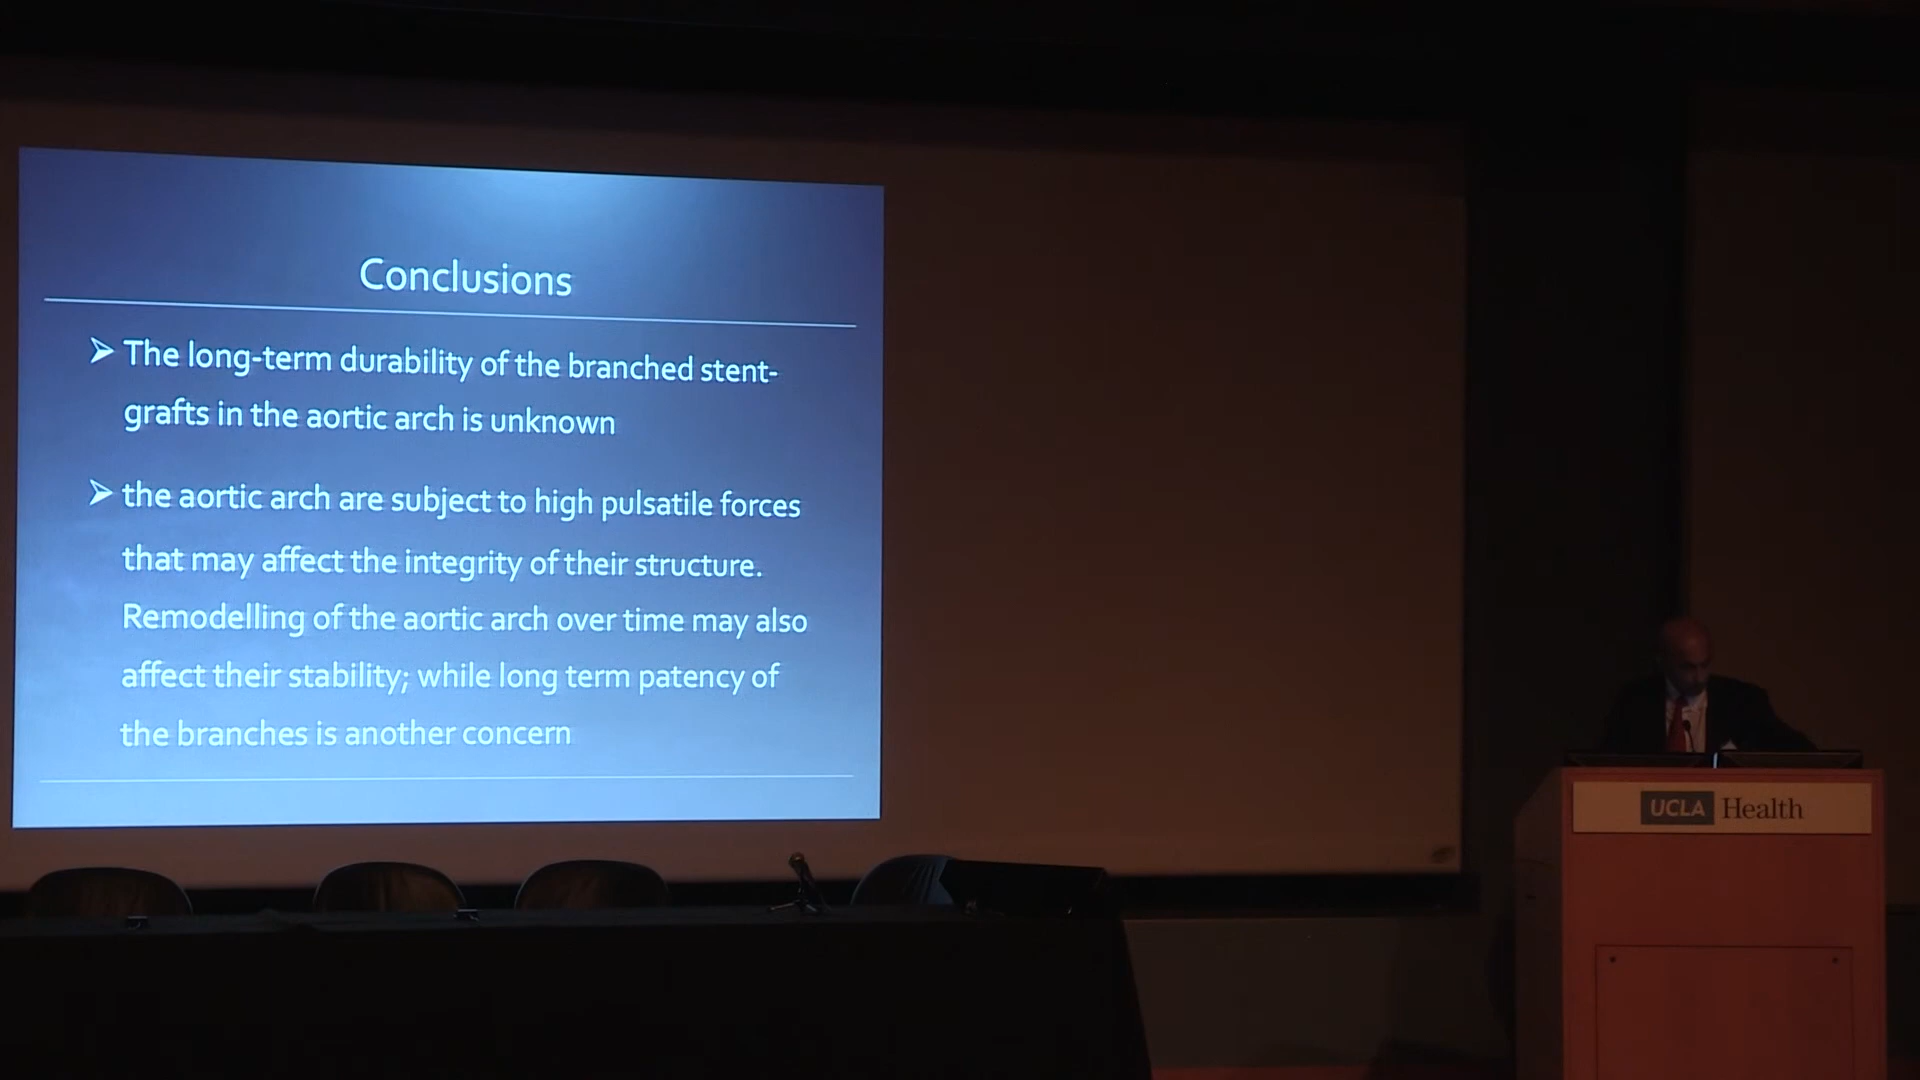 Conclusions
The long-term durability of the branched stent-
grafts in the aortic arch is unknown
the aortic arch are subject to high pulsatile forces
that may affect the integrity of their structure.
Remodelling of the aortic arch over time may also
affect their stability; while long term patency of
the branches is another concern
UCLA Health